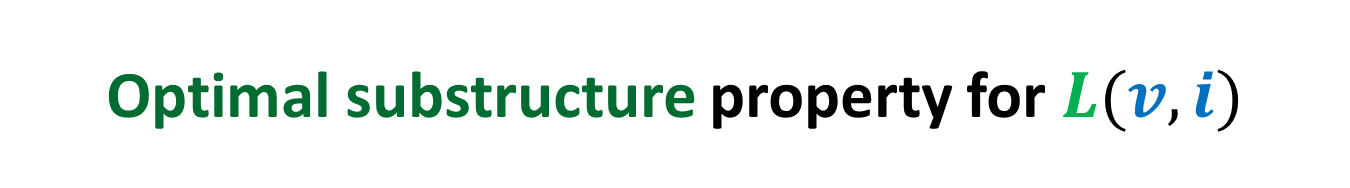 Optimal substructure property for L(v, i)